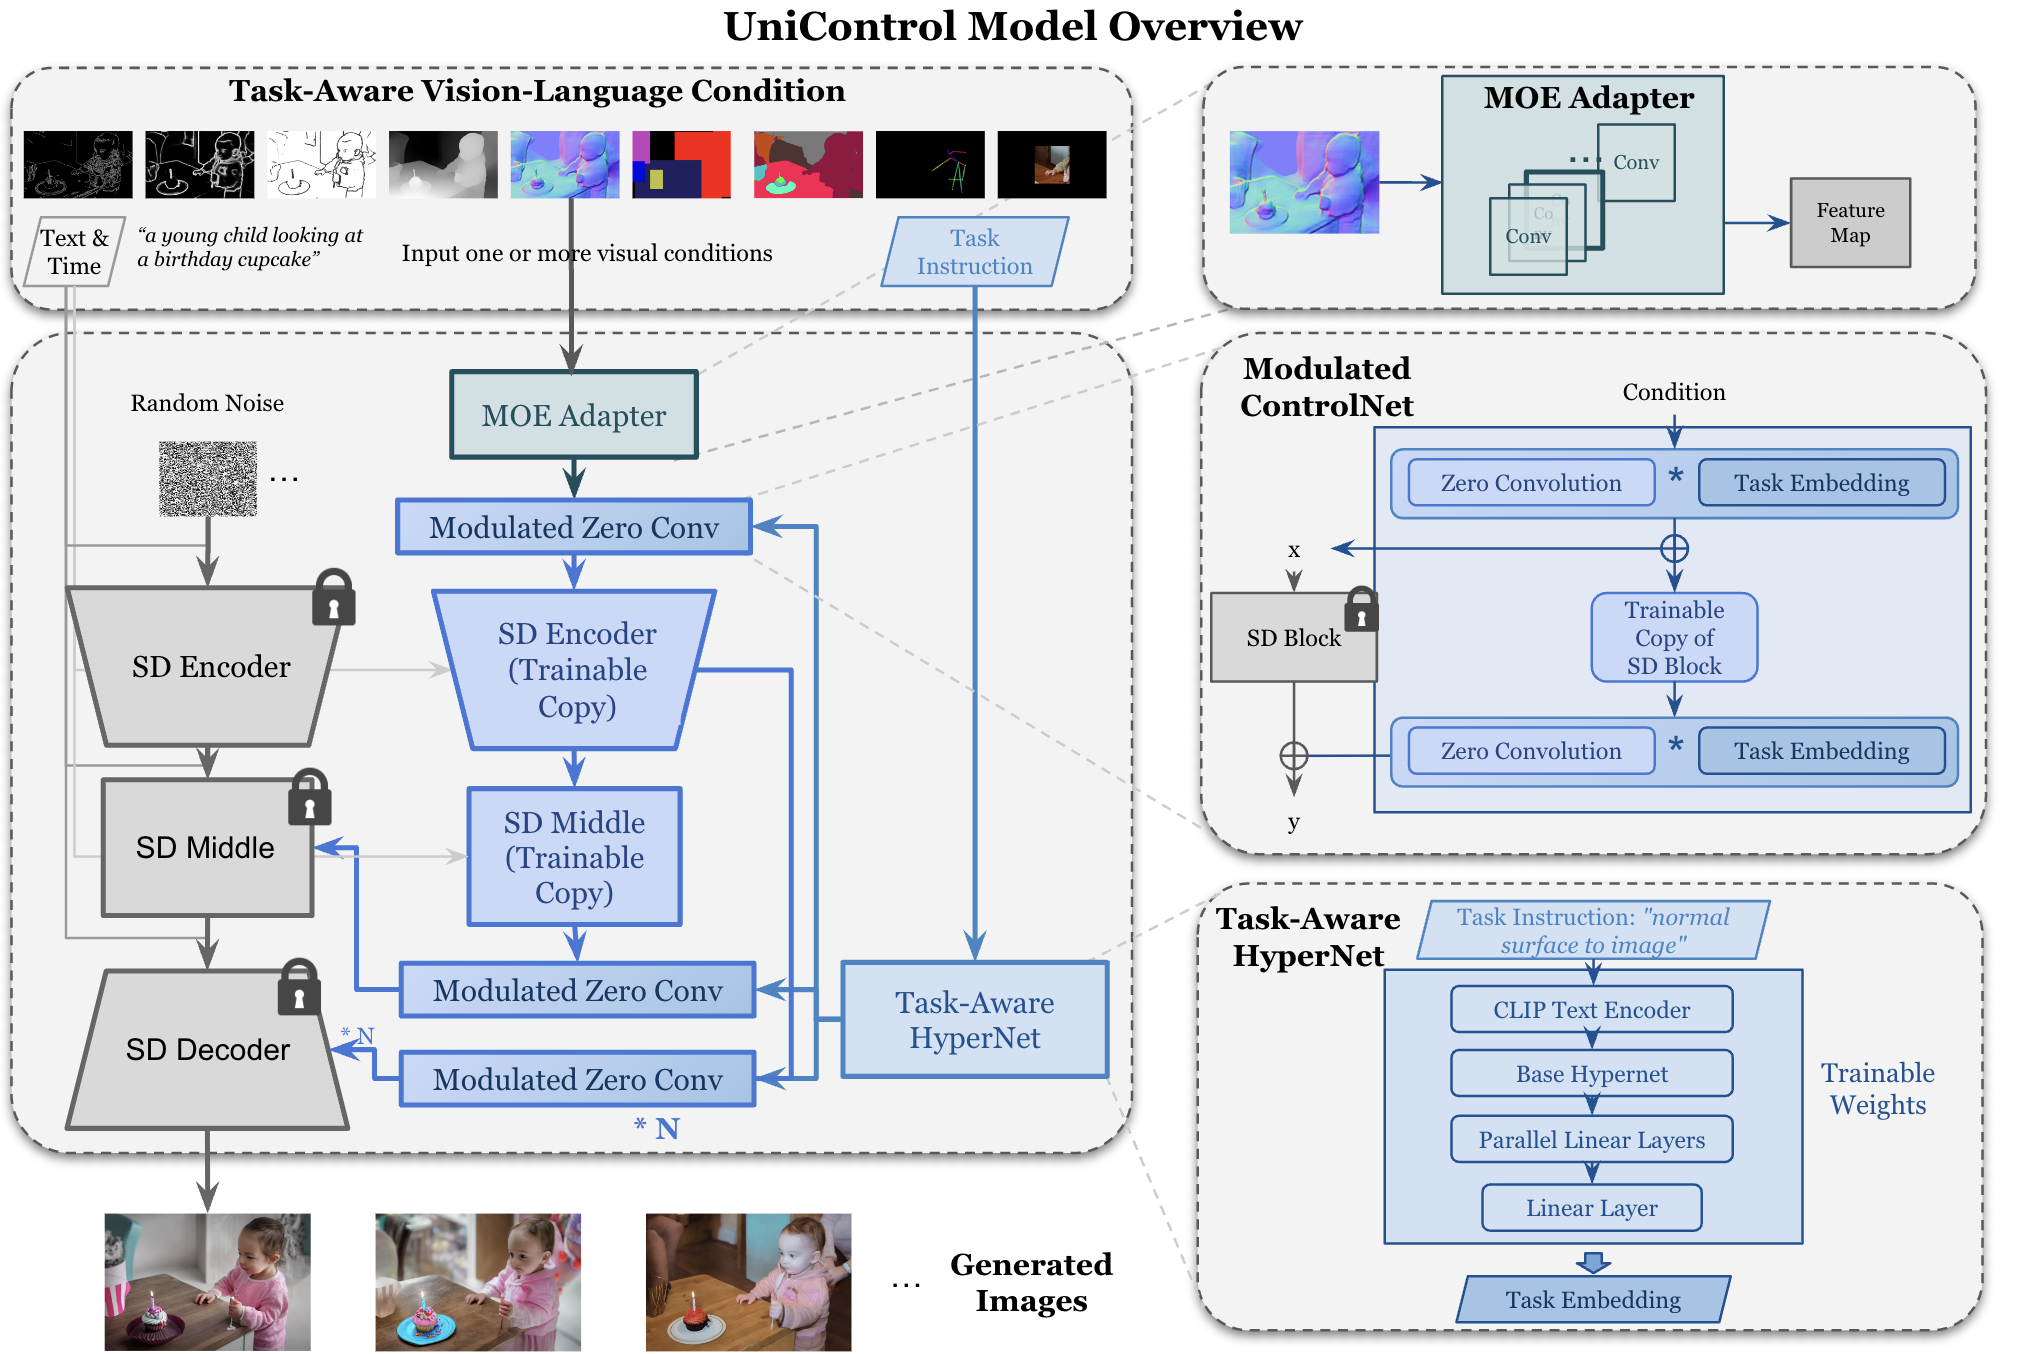 UniControl Model Overview
Task-Aware Vision-Language Condition
Text &
Time
“a young child looking at
a birthday cupcake”
Input one or more visual conditions
Task
Instruction
Random Noise
...
MOE Adapter
Modulated Zero Conv
SD Encoder
SD Encoder
(Trainable
Copy)
SD Middle
SD Middle
(Trainable
Copy)
Modulated Zero Conv
Task-Aware
HyperNet
* N
SD Decoder
Modulated Zero Conv
* N
... Generated
Images
MOE Adapter
... Conv
Conv
Feature
Map
Modulated
ControlNet
Condition
Zero Convolution * Task Embedding
x
SD Block
Trainable
Copy of
SD Block
Zero Convolution * Task Embedding
y
Task-Aware
HyperNet
Task Instruction: "normal
surface to image"
CLIP Text Encoder
Base Hypernet
Parallel Linear Layers
Linear Layer
Trainable
Weights
Task Embedding